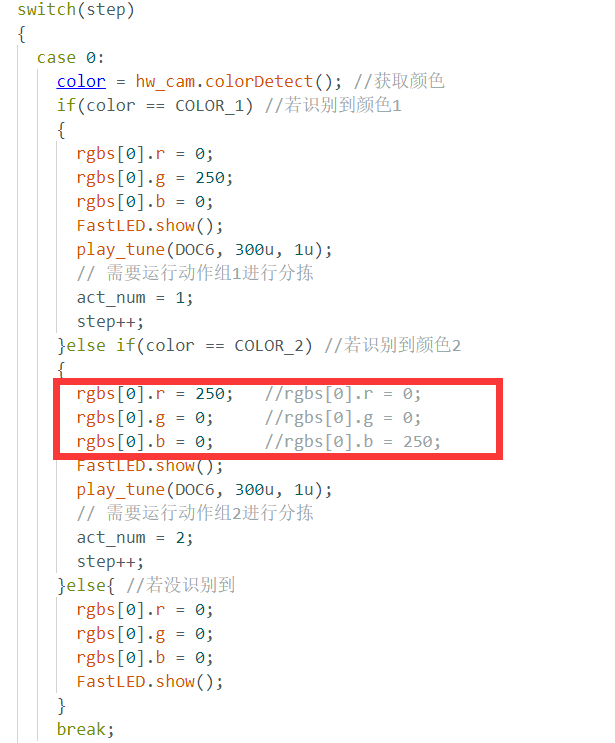 switch(step)
{
case 0:
color = hw_cam.colorDetect(); //获取颜色
if(color == COLOR_1) //若识别到颜色1
{
rgbs[0].r = 0;
rgbs[0].g = 250;
rgbs[0].b = 0;
FastLED.show();
play_tune(DOC6, 300u, 1u);
// 需要运行动作组1进行分拣
act_num = 1;
step++;
}else if(color == COLOR_2) //若识别到颜色2
{
rgbs[0].r = 250; //rgbs[0].r = 0;
rgbs[0].g = 0; //rgbs[0].g = 0;
rgbs[0].b = 0; //rgbs[0].b = 250;
FastLED.show();
play_tune(DOC6, 300u, 1u);
// 需要运行动作组2进行分拣
act_num = 2;
step++;
}else{ //若没识别到
rgbs[0].r = 0;
rgbs[0].g = 0;
rgbs[0].b = 0;
FastLED.show();
}
break;